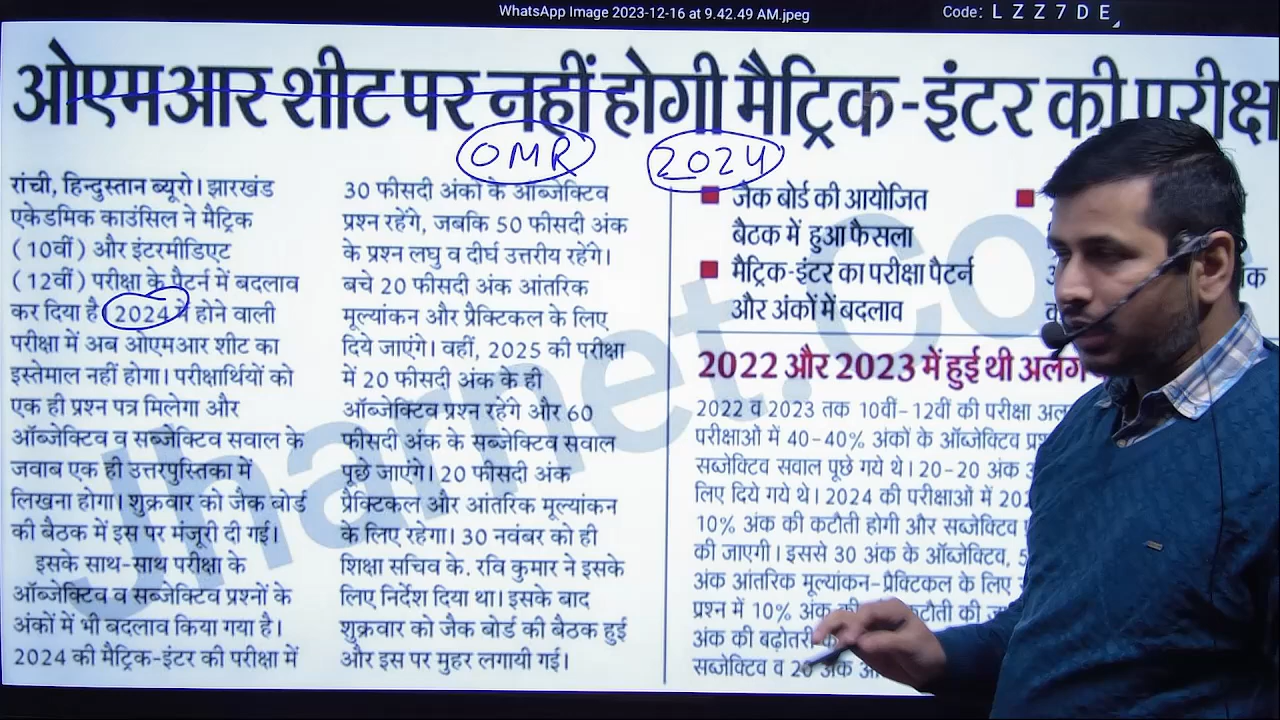 WhatsApp Image 2023-12-16 at 9.42.49 AM.jpeg
Code: L Z Z 7 D E
ओएमआर शीट पर नहीं होगी मैट्रिक-इंटर की परीक्ष
OMR
2024
रांची, हिन्दुस्तान ब्यूरो। झारखंड
एकेडमिक काउंसिल ने मैट्रिक
(10वीं) और इंटरमीडिएट
(12वीं) परीक्षा के पैटर्न में बदलाव
कर दिया है। 2024 में होने वाली
परीक्षा में अब ओएमआर शीट का
इस्तेमाल नहीं होगा। परीक्षार्थियों को
एक ही प्रश्न पत्र मिलेगा और
ऑब्जेक्टिव व सब्जेक्टिव सवाल के
जवाब एक ही उत्तरपुस्तिका में
लिखना होगा। शुक्रवार को जैक बोर्ड
की बैठक में इस पर मंजूरी दी गई।
इसके साथ-साथ परीक्षा के
ऑब्जेक्टिव व सब्जेक्टिव प्रश्नों के
अंकों में भी बदलाव किया गया है।
2024 की मैट्रिक-इंटर की परीक्षा में
30 फीसदी अंकों के ऑब्जेक्टिव
प्रश्न रहेंगे, जबकि 50 फीसदी अंक
के प्रश्न लघु व दीर्घ उत्तरीय रहेंगे।
बचे 20 फीसदी अंक आंतरिक
मूल्यांकन और प्रैक्टिकल के लिए
दिये जाएंगे। वहीं, 2025 की परीक्षा
में 20 फीसदी अंक के ही
ऑब्जेक्टिव प्रश्न रहेंगे और 60
फीसदी अंक के सब्जेक्टिव सवाल
पूछे जाएंगे। 20 फीसदी अंक
प्रैक्टिकल और आंतरिक मूल्यांकन
के लिए रहेगा। 30 नवंबर को ही
शिक्षा सचिव के. रवि कुमार ने इसके
लिए निर्देश दिया था। इसके बाद
शुक्रवार को जैक बोर्ड की बैठक हुई
और इस पर मुहर लगायी गई।
जैक बोर्ड की आयोजित
बैठक में हुआ फैसला
मैट्रिक-इंटर का परीक्षा पैटर्न
और अंकों में बदलाव
2022 और 2023 में हुई थी अलग
2022 व 2023 तक 10वीं-12वीं की परीक्षा
परीक्षाओं में 40-40% अंकों के ऑब्जेक्टिव
सब्जेक्टिव सवाल पूछे गये थे। 20-20 अंक
लिए दिये गये थे। 2024 की परीक्षाओं में
10% अंक की कटौती होगी और सब्जेक्टिव
की जाएगी। इससे 30 अंक के ऑब्जेक्टिव,
अंक आंतरिक मूल्यांकन-प्रैक्टिकल के लिए
प्रश्न में 10% अंक की कटौती की
अंक की बढ़ोतरी
सब्जेक्टिव व 20 अंक
Jharnet.co